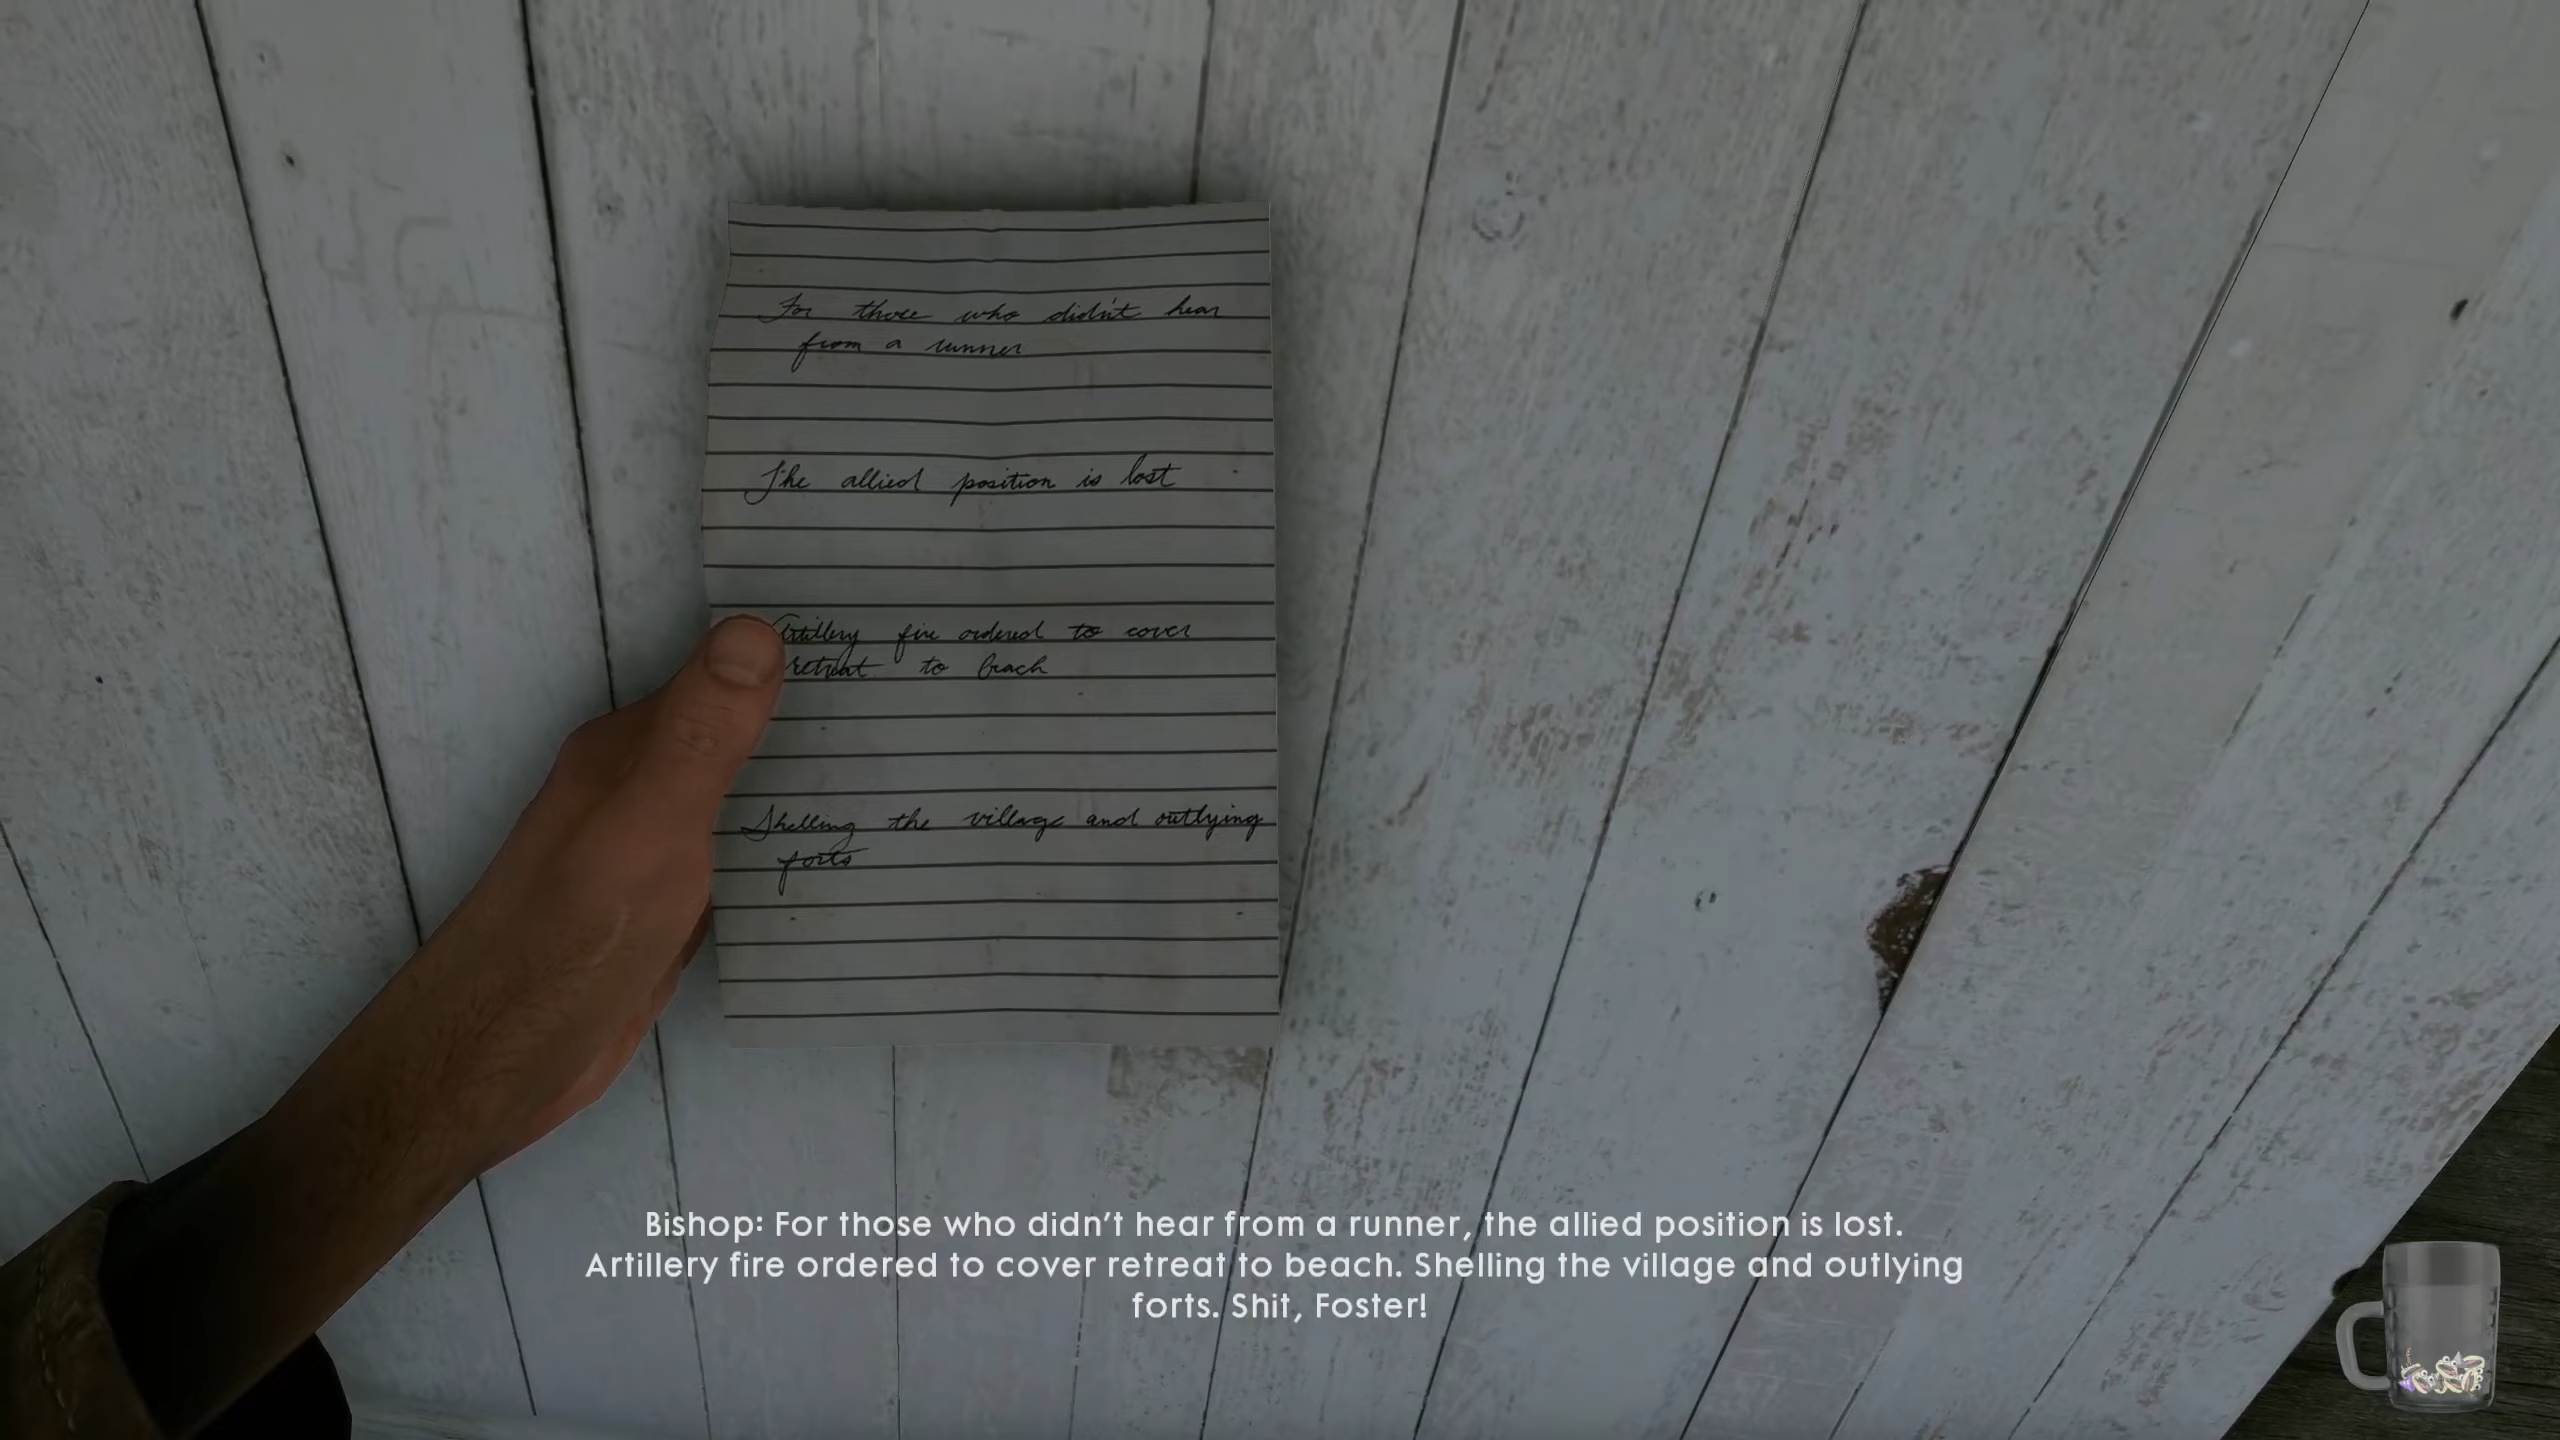 For those who didn't hear
from a runner
The allied position is lost
Artillery fire ordered to cover
retreat to beach
Shelling the village and outlying
forts
Bishop: For those who didn't hear from a runner, the allied position is lost.
Artillery fire ordered to cover retreat to beach. Shelling the village and outlying
forts. Shit, Foster!